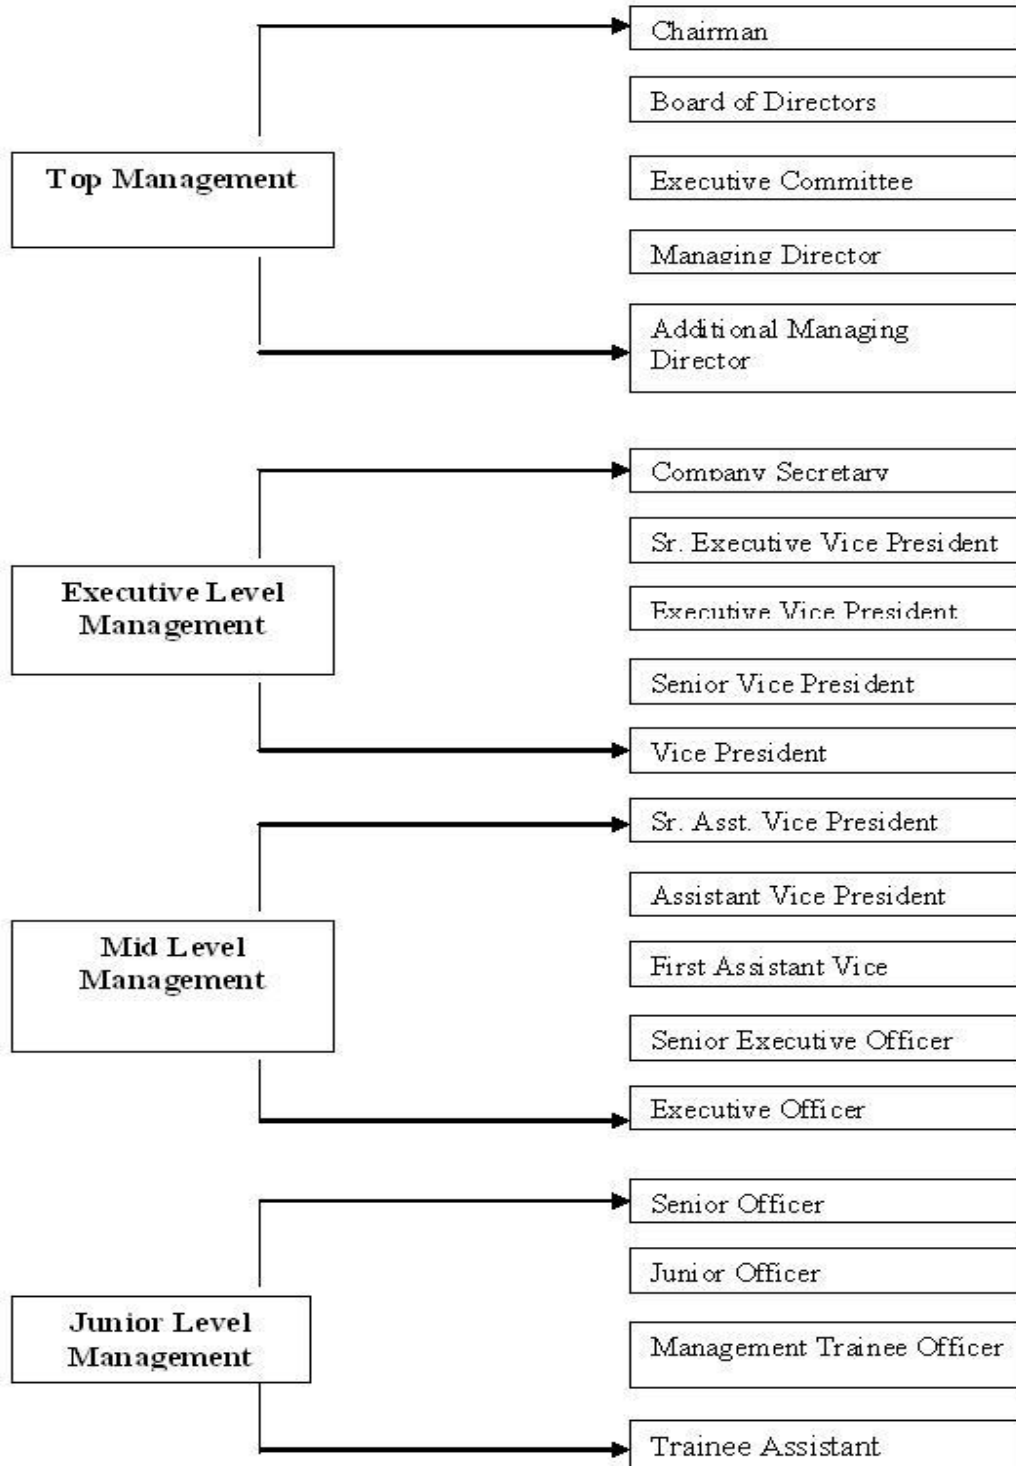 Chairman
Board of Directors
Top Management
Executive Committee
Managing Director
Additional Managing
Director
Company Secretary
Sr. Executive Vice President
Executive Level
Management
Executive Vice President
Senior Vice President
Vice President
Sr. Asst. Vice President
Assistant Vice President
Mid Level
Management
First Assistant Vice
Senior Executive Officer
Executive Officer
Senior Officer
Junior Officer
Junior Level
Management
Management Trainee Officer
Trainee Assistant